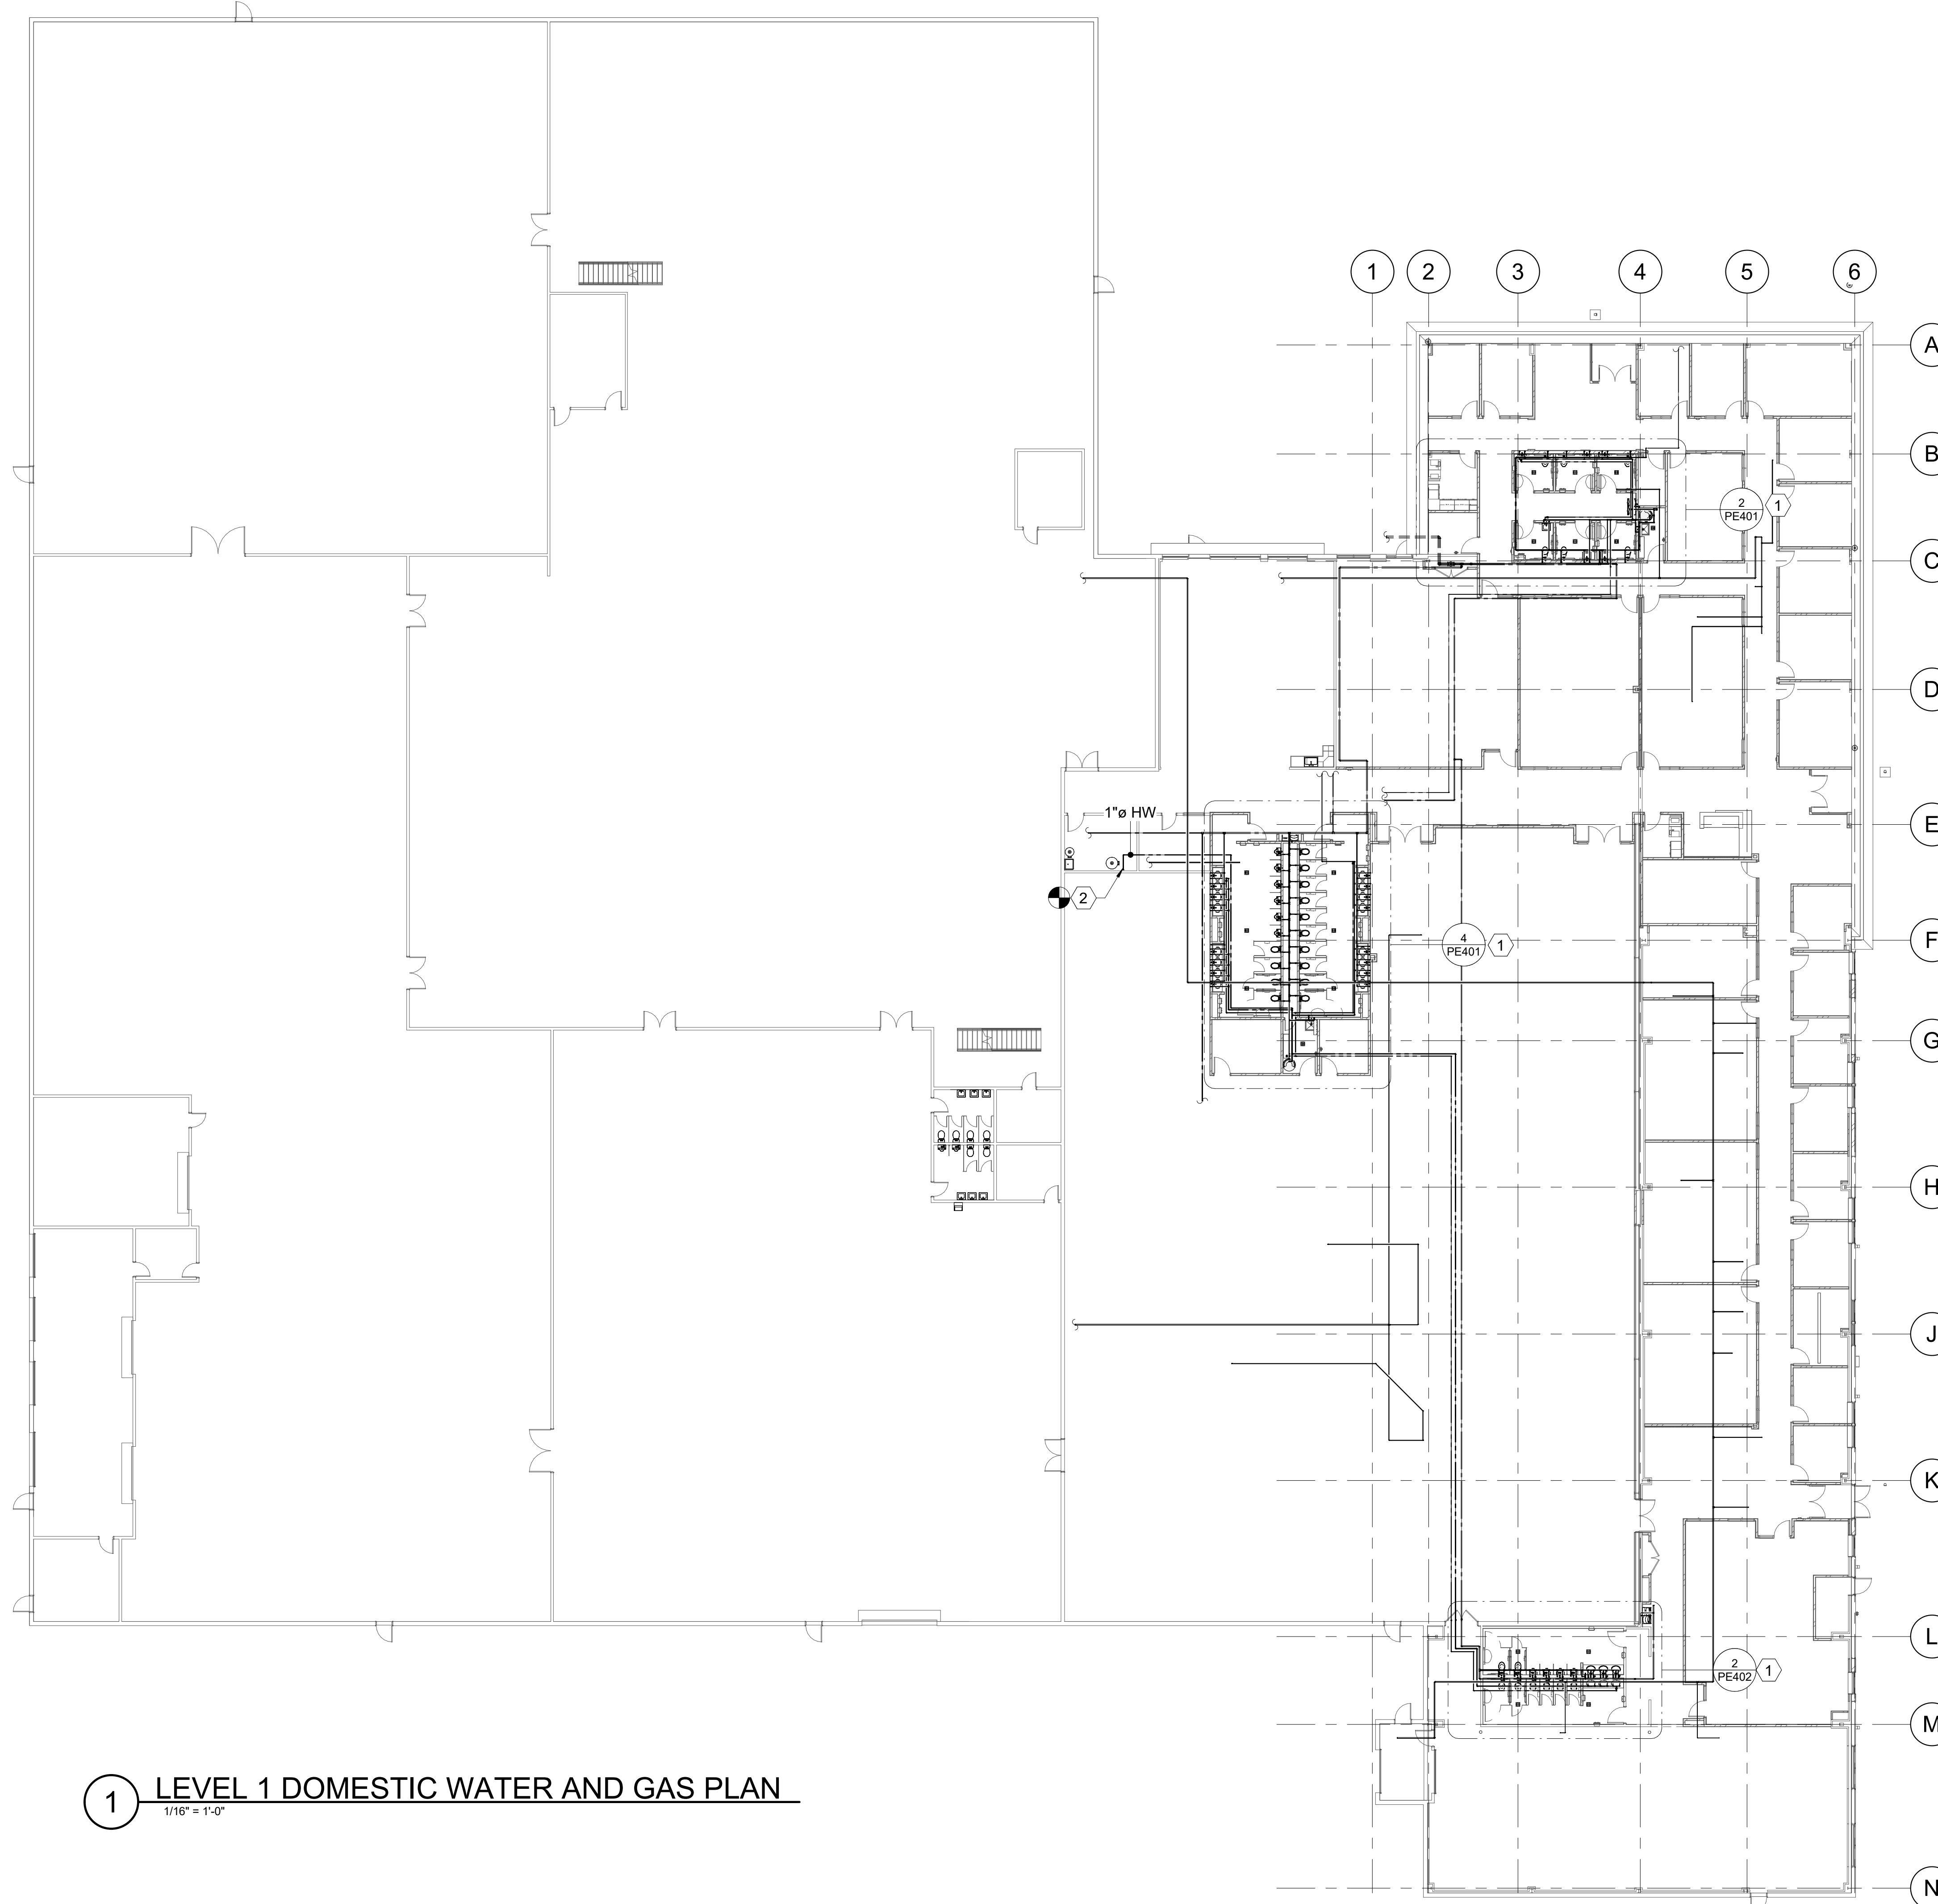 1 2 3 4 5 6
A
B
2
PE401
1
C
D
E
1"ø HW
2
F
4
PE401
1
G
H
J
K
L
2
PE402
1
M
1 LEVEL 1 DOMESTIC WATER AND GAS PLAN
1/16" = 1'-0"
N